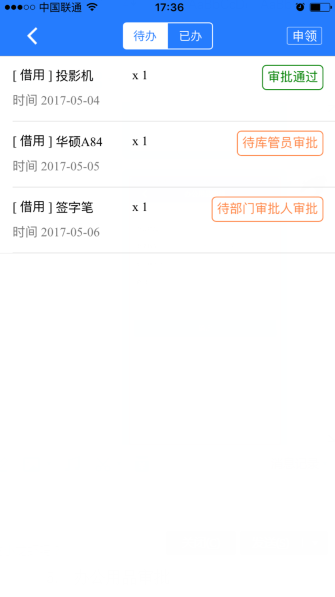 中国联通 17:36
待办 已办 申领
[ 借用 ] 投影机 x 1 审批通过
时间 2017-05-04
[ 借用 ] 华硕A84 x 1 待库管员审批
时间 2017-05-05
[ 借用 ] 签字笔 x 1 待部门审批人审批
时间 2017-05-06